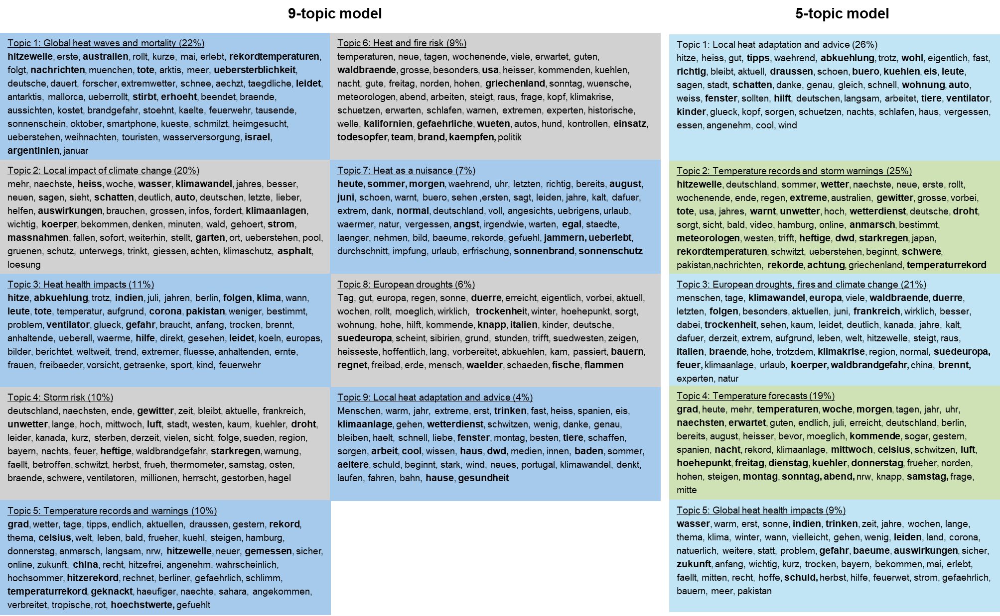 9-topic model
Topic 1: Global heat waves and mortality (22%)
hitzewelle, erste, australien, rollt, kurze, mai, erlebt, rekordtemperaturen,
folgt, nachrichten, muenchen, tote, arktis, meer, uebersterblichkeit,
deutsche, dauert, forscher, extremwetter, schnee, aechzt, taegdliche, leidet,
antarktis, mallorca, ueberrollt, stirbt, erhoeht, beendet, braende,
aussichten, kostet, brandgefahr, stoehnt, kaelte, feuerwehr, tausende,
sonnenschein, oktober, smartphone, kueste, schmilzt, heimgesucht,
ueberstehen, weihnachten, touristen, wasserversorgung, israel,
argentinien, januar
Topic 2: Local impact of climate change (20%)
mehr, naechste, heiss, woche, wasser, klimawandel, jahres, besser,
neuen, sagen, sieht, schatten, deutlich, auto, deutschen, letzte, lieber,
helfen, auswirkungen, brauchen, grossen, infos, fordert, klimaanlagen,
wichtig, koerper, bekommen, denken, minuten, wald, gehoert, strom,
massnahmen, fallen, sofort, weiterhin, stellt, garten, ort, ueberstehen, pool,
gruenen, schutz, unterwegs, trinkt, giessen, achten, klimaschutz, asphalt,
loesung
Topic 3: Heat health impacts (11%)
hitze, abkuehlung, trotz, indien, juli, jahren, berlin, folgen, klima, wann,
leute, tote, temperatur, aufgrund, corona, pakistan, weniger, bestimmt,
problem, ventilator, glueck, gefahr, braucht, anfang, trocken, brennt,
anhaltende, ueberall, waerme, hilfe, direkt, gesehen, leidet, koeln, europas,
bilder, berichtet, weltweit, trend, extremer, fluesse, anhaltenden, ernte,
frauen, freibaeder, vorsicht, getraenke, sport, kind, feuerwehr
Topic 4: Storm risk (10%)
deutschland, naechsten, ende, gewitter, zeit, bleibt, aktuelle, frankreich,
unwetter, lange, hoch, mittwoch, luft, stadt, westen, kaum, kuehler, droht,
leider, kanada, kurz, sterben, derzeit, vielen, sicht, folge, sueden, region,
bayern, nachts, feuer, heftige, waldbrandgefahr, starkregen, warnung,
faellt, betroffen, schwitzt, herbst, frueh, thermometer, samstag, osten,
braende, schwere, ventilatoren, millionen, herrscht, gestorben, hagel
Topic 5: Temperature records and warnings (10%)
grad, wetter, tage, tipps, endlich, aktuellen, draussen, gestern, rekord,
thema, celsius, welt, leben, bald, frueher, kuehl, steigen, hamburg,
donnerstag, anmarsch, langsam, nrw, hitzewelle, neuer, gemessen, sicher,
online, zukunft, china, recht, hitzefrei, angenehm, wahrscheinlich,
hochsommer, hitzerekord, rechnet, berliner, gefaehrlich, schlimm,
temperaturrekord, geknackt, haeufiger, naechte, sahara, angekommen,
verbreitet, tropische, rot, hoechstwerte, gefuehlt
Topic 6: Heat and fire risk (9%)
temperaturen, neue, tagen, wochenende, viele, erwartet, guten,
waldbraende, grosse, besonders, usa, heisser, kommenden, kuehlen,
nacht, gute, freitag, norden, hohen, griechenland, sonntag, wuensche,
meteorologen, abend, arbeiten, steigt, raus, frage, kopf, klimakrise,
schuetzen, erwarten, schlafen, warnen, extremen, experten, historische,
welle, kalifornien, gefaehrliche, wueten, autos, hund, kontrollen, einsatz,
todesopfer, team, brand, kaempfen, politik
Topic 7: Heat as a nuisance (7%)
heute, sommer, morgen, waehrend, uhr, letzten, richtig, bereits, august,
juni, schoen, warnt, buero, sehen ,ersten, sagt, leiden, jahre, kalt, dafuer,
extrem, dank, normal, deutschland, voll, angesichts, uebrigens, urlaub,
waermer, natur, vergessen, angst, irgendwie, warten, egal, staedte,
laenger, nehmen, bild, baeume, rekorde, gefuehl, jammern, ueberlebt,
durchschnitt, impfung, urlaub, erfrischung, sonnenbrand, sonnenschutz
Topic 8: European droughts (6%)
Tag, gut, europa, regen, sonne, duerre, erreicht, eigentlich, vorbei, aktuell,
wochen, rollt, moeglich, wirklich, trockenheit, winter, hoehepunkt, sorgt,
wohnung, hohe, hilft, kommende, knapp, italien, kinder, deutsche,
suedeuropa, scheint, sibirien, grund, stunden, trifft, suedwesten, zeigen,
heisseste, hoffentlich, lang, vorbereitet, abkuehlen, kam, passiert, bauern,
regnet, freibad, erde, mensch, waelder, schaeden, fische, flammen
Topic 9: Local heat adaptation and advice (4%)
Menschen, warm, jahr, extreme, erst, trinken, fast, heiss, spanien, eis,
klimaanlage, gehen, wetterdienst, schwitzen, wenig, danke, genau,
bleiben, haelt, schnell, liebe, fenster, montag, besten, tiere, schaffen,
sorgen, arbeit, cool, wissen, haus, dwd, medien, innen, baden, sommer,
aeltere, schuld, beginnt, stark, wind, neues, portugal, klimawandel, denkt,
laufen, fahren, bahn, hause, gesundheit
5-topic model
Topic 1: Local heat adaptation and advice (26%)
hitze, heiss, gut, tipps, waehrend, abkuehlung, trotz, wohl, eigentlich, fast,
richtig, bleibt, aktuell, draussen, schoen, buero, kuehlen, eis, leute,
sagen, stadt, schatten, danke, genau, gleich, schnell, wohnung, auto,
weiss, fenster, sollten, hilft, deutschen, langsam, arbeitet, tiere, ventilator,
kinder, glueck, kopf, sorgen, schuetzen, nachts, schlafen, haus, vergessen,
essen, angenehm, cool, wind
Topic 2: Temperature records and storm warnings (25%)
hitzewelle, deutschland, sommer, wetter, naechste, neue, erste, rollt,
wochenende, ende, regen, extreme, australien, gewitter, grosse, vorbei,
tote, usa, jahres, warnt, unwetter, hoch, wetterdienst, deutsche, droht,
sorgt, sicht, bald, video, hamburg, online, anmarsch, bestimmt,
meteorologen, westen, trifft, heftige, dwd, starkregen, japan,
rekordtemperaturen, schwitzt, ueberstehen, beginnt, schwere,
pakistan,nachrichten, rekorde, achtung, griechenland, temperaturrekord
Topic 3: European droughts, fires and climate change (21%)
menschen, tage, klimawandel, europa, viele, waldbraende, duerre,
letzten, folgen, besonders, aktuellen, juni, frankreich, wirklich, besser,
dabei, trockenheit, sehen, kaum, leidet, deutlich, kanada, jahre, kalt,
dafuer, derzeit, extrem, aufgrund, leben, welt, hitzewelle, steigt, raus,
italien, braende, hohe, trotzdem, klimakrise, region, normal, suedeuropa,
feuer, klimaanlage, urlaub, koerper, waldbrandgefahr, china, brennt,
experten, natur
Topic 4: Temperature forecasts (19%)
grad, heute, mehr, temperaturen, woche, morgen, tagen, jahr, uhr,
naechsten, erwartet, guten, endlich, juli, erreicht, deutschland, berlin,
bereits, august, heisser, bevor, moeglich, kommende, sogar, gestern,
spanien, nacht, rekord, klimaanlage, mittwoch, celsius, schwitzen, luft,
hoehepunkt, freitag, dienstag, kuehler, donnerstag, frueher, norden,
hohen, steigen, montag, sonntag, abend, nrw, knapp, samstag, frage,
mitte
Topic 5: Global heat health impacts (9%)
wasser, warm, erst, sonne, indien, trinken, zeit, jahre, wochen, lange,
thema, klima, winter, wann, vielleicht, gehen, wenig, leiden, land, corona,
natuerlich, weitere, statt, problem, gefahr, baeume, auswirkungen, sicher,
zukunft, anfang, wichtig, kurz, trocken, bayern, bekommen, mai, erlebt,
faellt, mitten, recht, hoffe, schuld, herbst, hilfe, feuerwet, strom, gefaehrlich,
bauern, meer, pakistan